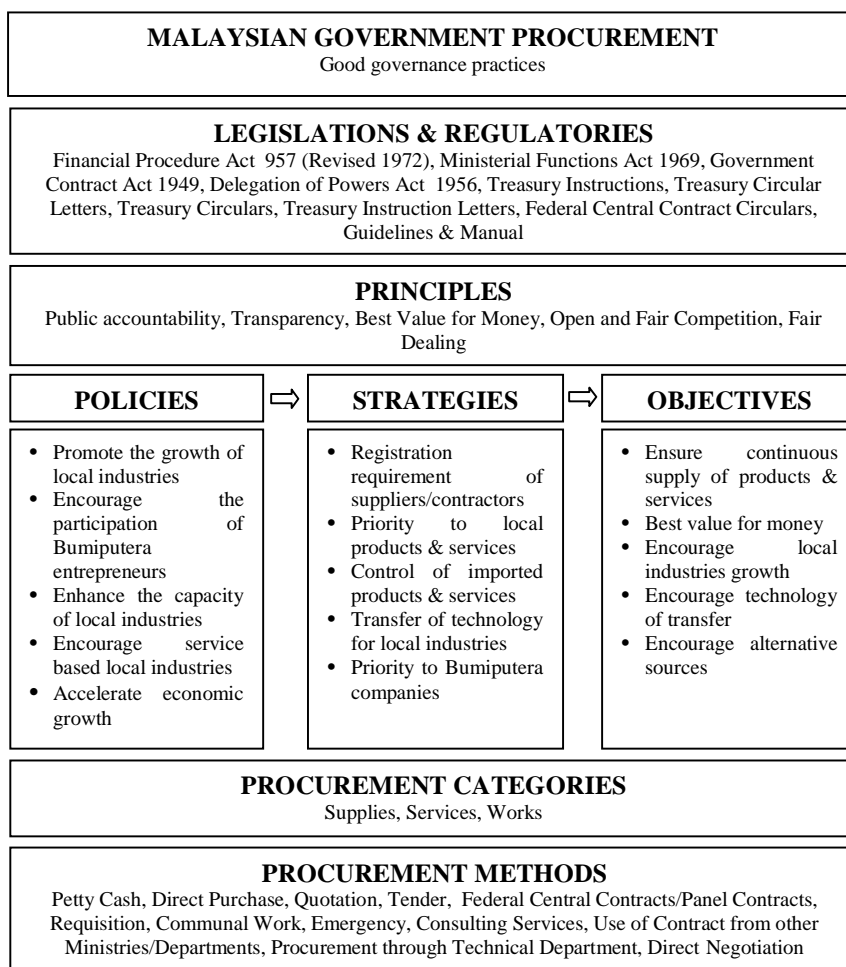 MALAYSIAN GOVERNMENT PROCUREMENT
Good governance practices
LEGISLATIONS & REGULATORIES
Financial Procedure Act 957 (Revised 1972), Ministerial Functions Act 1969, Government
Contract Act 1949, Delegation of Powers Act 1956, Treasury Instructions, Treasury Circular
Letters, Treasury Circulars, Treasury Instruction Letters, Federal Central Contract Circulars,
Guidelines & Manual
PRINCIPLES
Public accountability, Transparency, Best Value for Money, Open and Fair Competition, Fair
Dealing
POLICIES
• Promote the growth of
local industries
• Encourage the
participation of
Bumiputera
entrepreneurs
• Enhance the capacity
of local industries
• Encourage service
based local industries
• Accelerate economic
growth
STRATEGIES
• Registration
requirement of
suppliers/contractors
• Priority to local
products & services
• Control of imported
products & services
• Transfer of technology
for local industries
• Priority to Bumiputera
companies
OBJECTIVES
• Ensure continuous
supply of products &
services
• Best value for money
• Encourage local
industries growth
• Encourage technology
of transfer
• Encourage alternative
sources
PROCUREMENT CATEGORIES
Supplies, Services, Works
PROCUREMENT METHODS
Petty Cash, Direct Purchase, Quotation, Tender, Federal Central Contracts/Panel Contracts,
Requisition, Communal Work, Emergency, Consulting Services, Use of Contract from other
Ministries/Departments, Procurement through Technical Department, Direct Negotiation